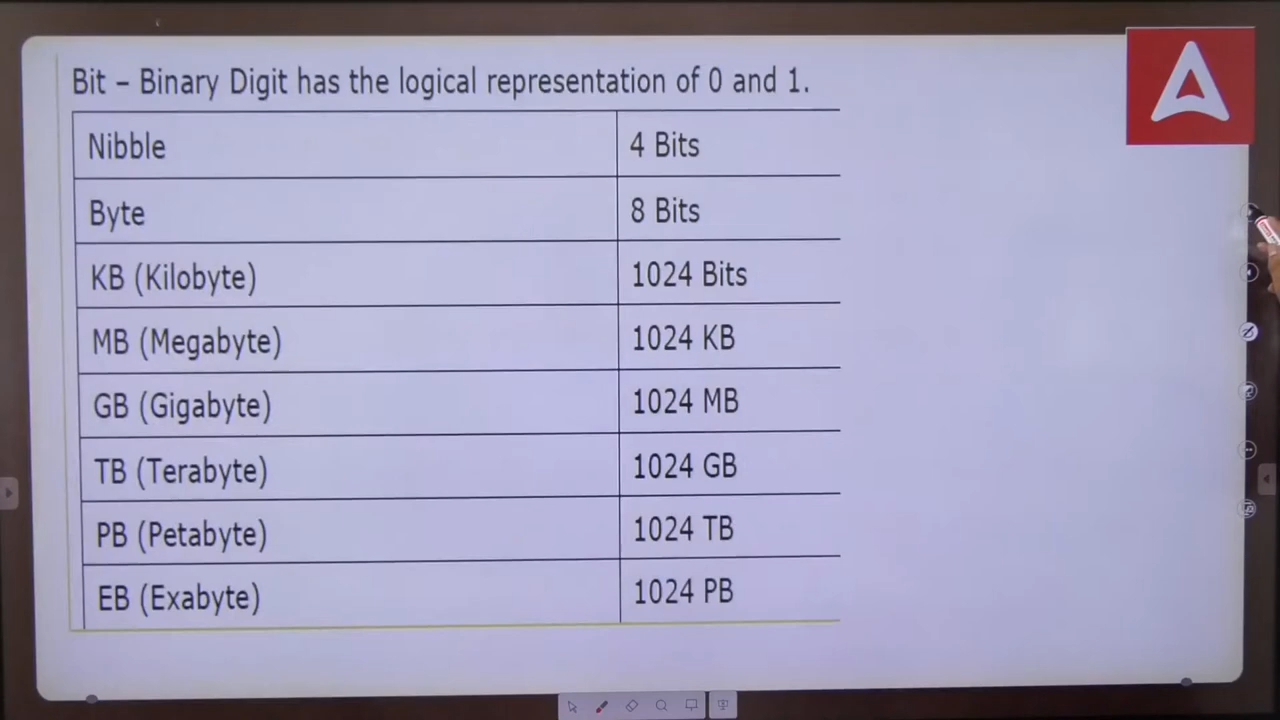 Bit – Binary Digit has the logical representation of 0 and 1.
Nibble 4 Bits
Byte 8 Bits
KB (Kilobyte) 1024 Bits
MB (Megabyte) 1024 KB
GB (Gigabyte) 1024 MB
TB (Terabyte) 1024 GB
PB (Petabyte) 1024 TB
EB (Exabyte) 1024 PB